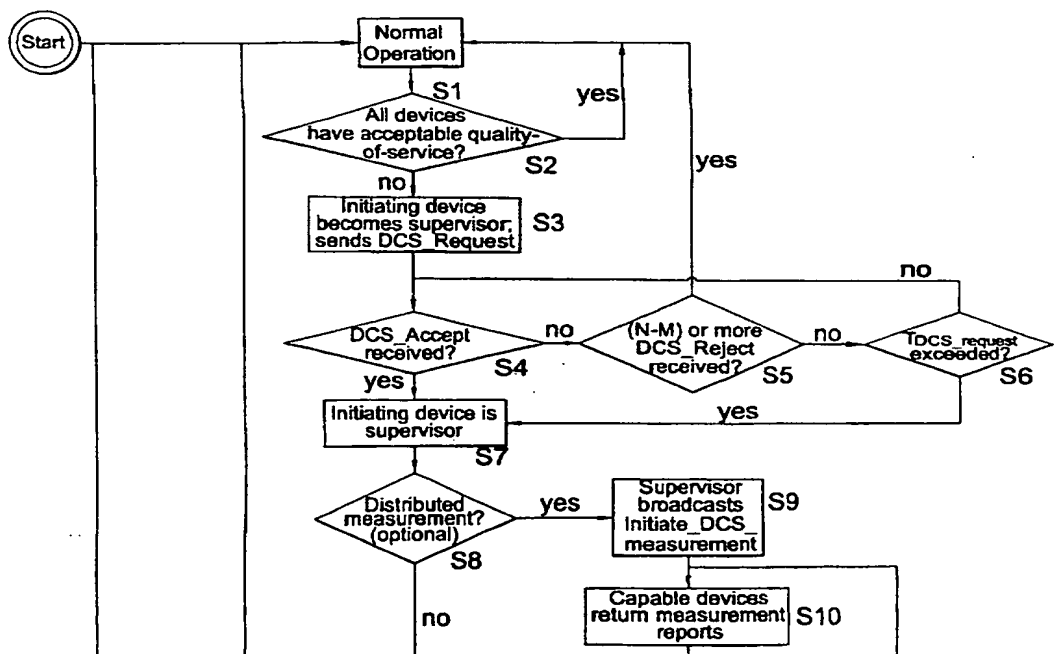 Start
Normal
Operation
S1
yes
All devices
have acceptable quality-
of-service?
S2
yes
no
Initiating device
becomes supervisor,
sends DCS_Request
S3
no
DCS_Accept
received?
S4
no
(N-M) or more
DCS_Reject
received?
S5
no
TDCS_request
exceeded?
S6
yes
yes
Initiating device is
supervisor
S7
Distributed
measurement?
(optional)
S8
yes
Supervisor
broadcasts
Initiate_DCS_
measurement
S9
no
Capable devices
return measurement
reports
S10